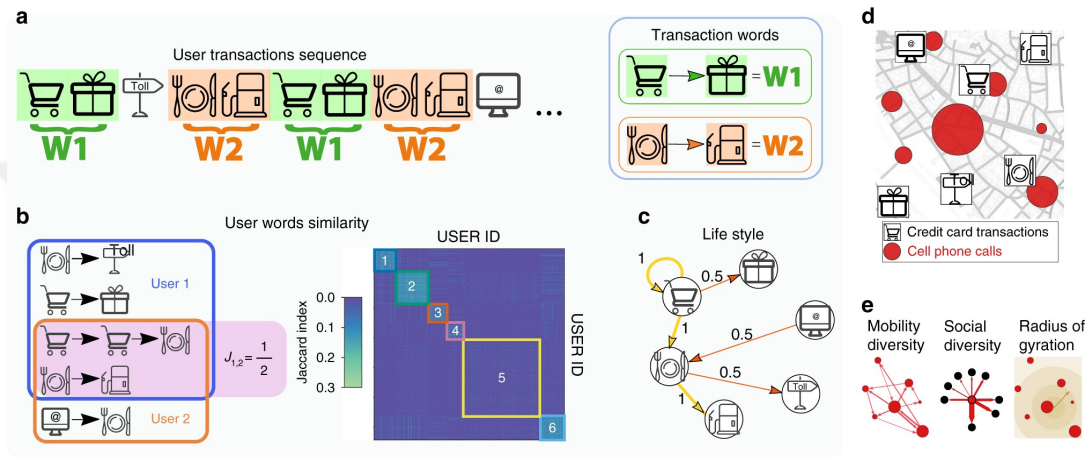 a
User transactions sequence
Toll
@
...
W1
W2
W1
W2
Transaction words
= W1
= W2
b
User words similarity
Toll
User 1
J1,2 = 1/2
@
User 2
USER ID
USER ID
Jaccard index
0.0
0.1
0.2
0.3
1
2
3
4
5
6
c
Life style
1
0.5
1
@
0.5
0.5
Toll
1
d
@
Toll
Credit card transactions
Cell phone calls
e
Mobility
diversity
Social
diversity
Radius of
gyration